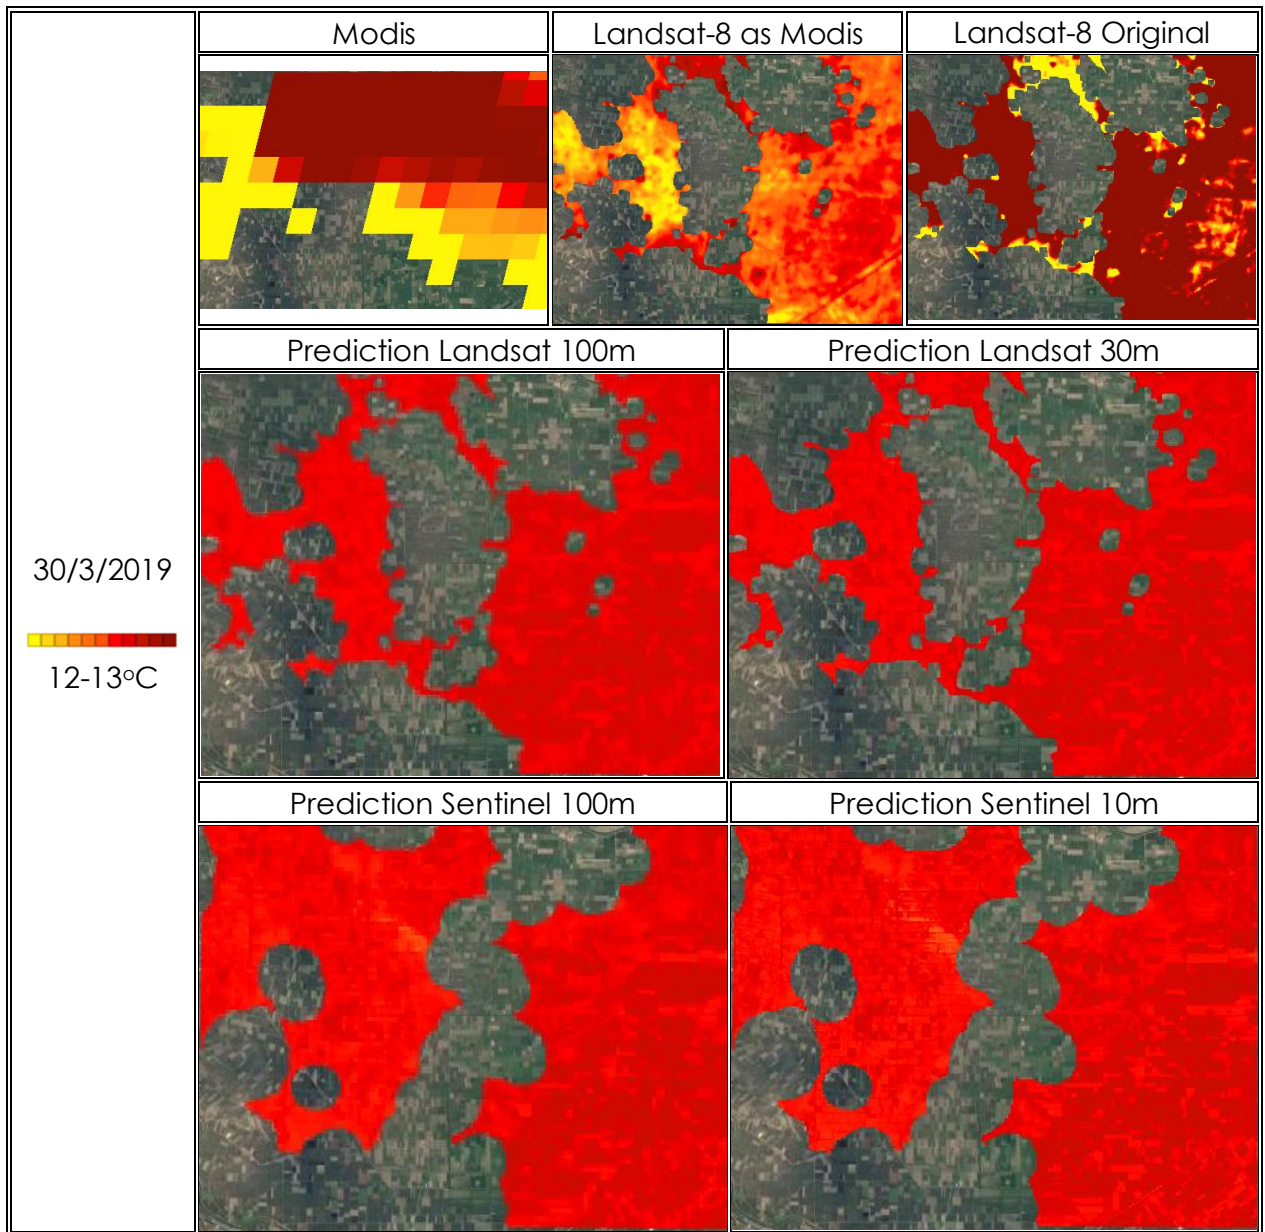 Modis
Landsat-8 as Modis
Landsat-8 Original
Prediction Landsat 100m
Prediction Landsat 30m
30/3/2019
12-13°C
Prediction Sentinel 100m
Prediction Sentinel 10m